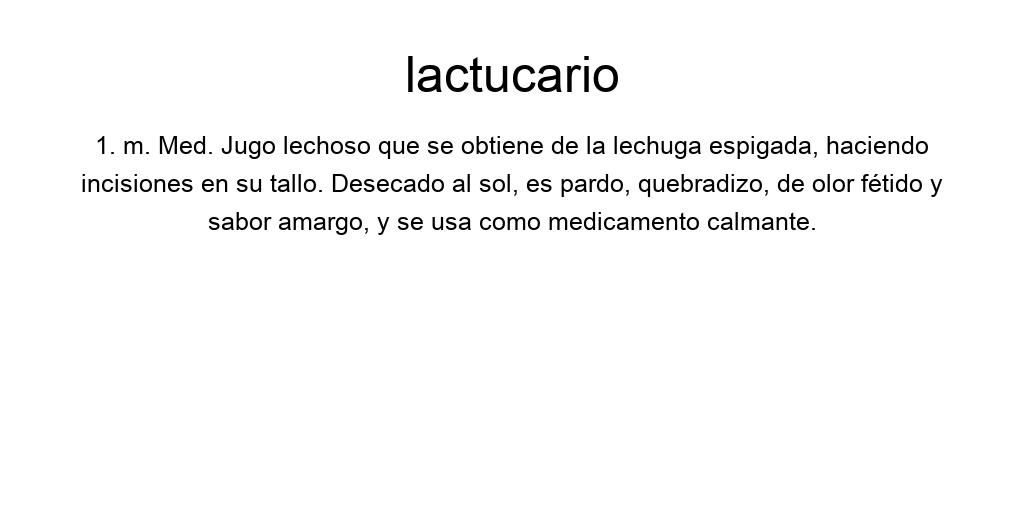 lactucario
1. m. Med. Jugo lechoso que se obtiene de la lechuga espigada, haciendo
incisiones en su tallo. Desecado al sol, es pardo, quebradizo, de olor fétido y
sabor amargo, y se usa como medicamento calmante.